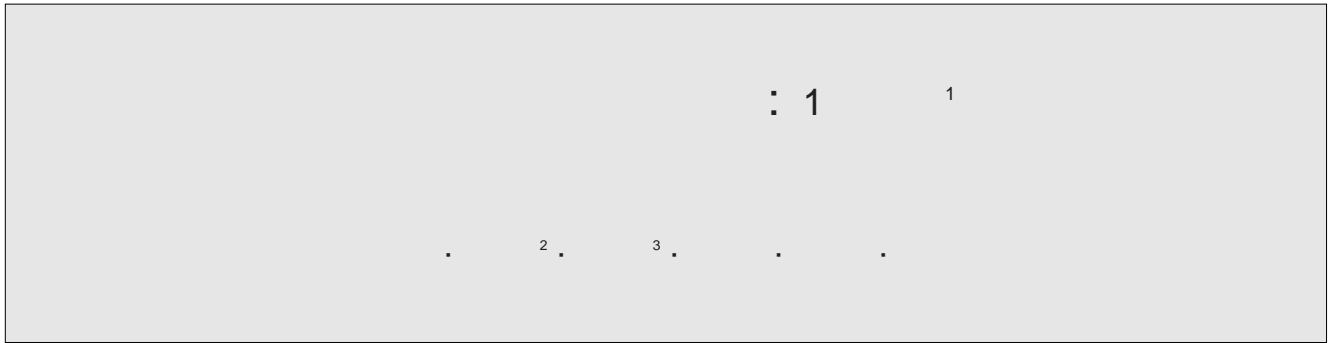 : 1 1
. 2. 3. . .